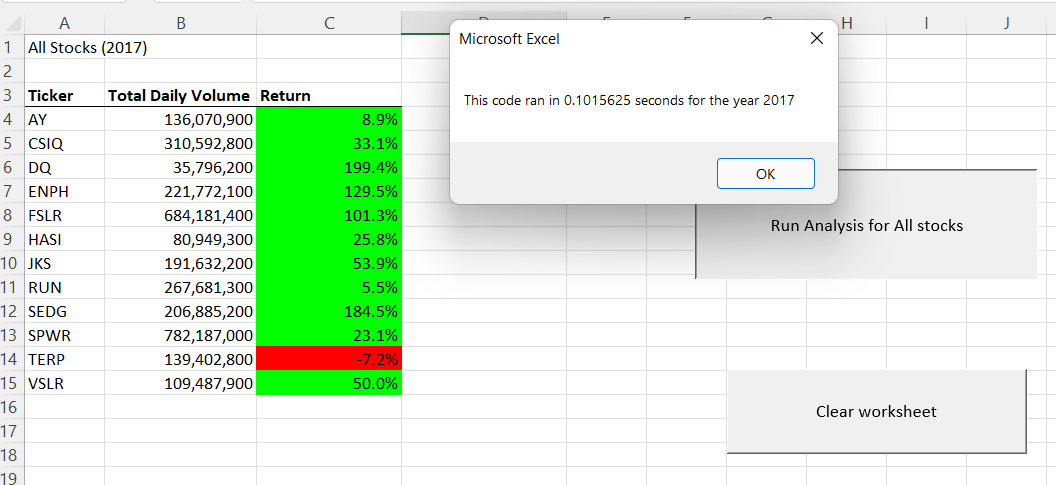 A B C D E F G H I J
1 All Stocks (2017)
2
3 Ticker Total Daily Volume Return
4 AY 136,070,900 8.9%
5 CSIQ 310,592,800 33.1%
6 DQ 35,796,200 199.4%
7 ENPH 221,772,100 129.5%
8 FSLR 684,181,400 101.3%
9 HASI 80,949,300 25.8%
10 JKS 191,632,200 53.9%
11 RUN 267,681,300 5.5%
12 SEDG 206,885,200 184.5%
13 SPWR 782,187,000 23.1%
14 TERP 139,402,800 -7.2%
15 VSLR 109,487,900 50.0%
16
17
18
19
Microsoft Excel
This code ran in 0.1015625 seconds for the year 2017
OK
Run Analysis for All stocks
Clear worksheet